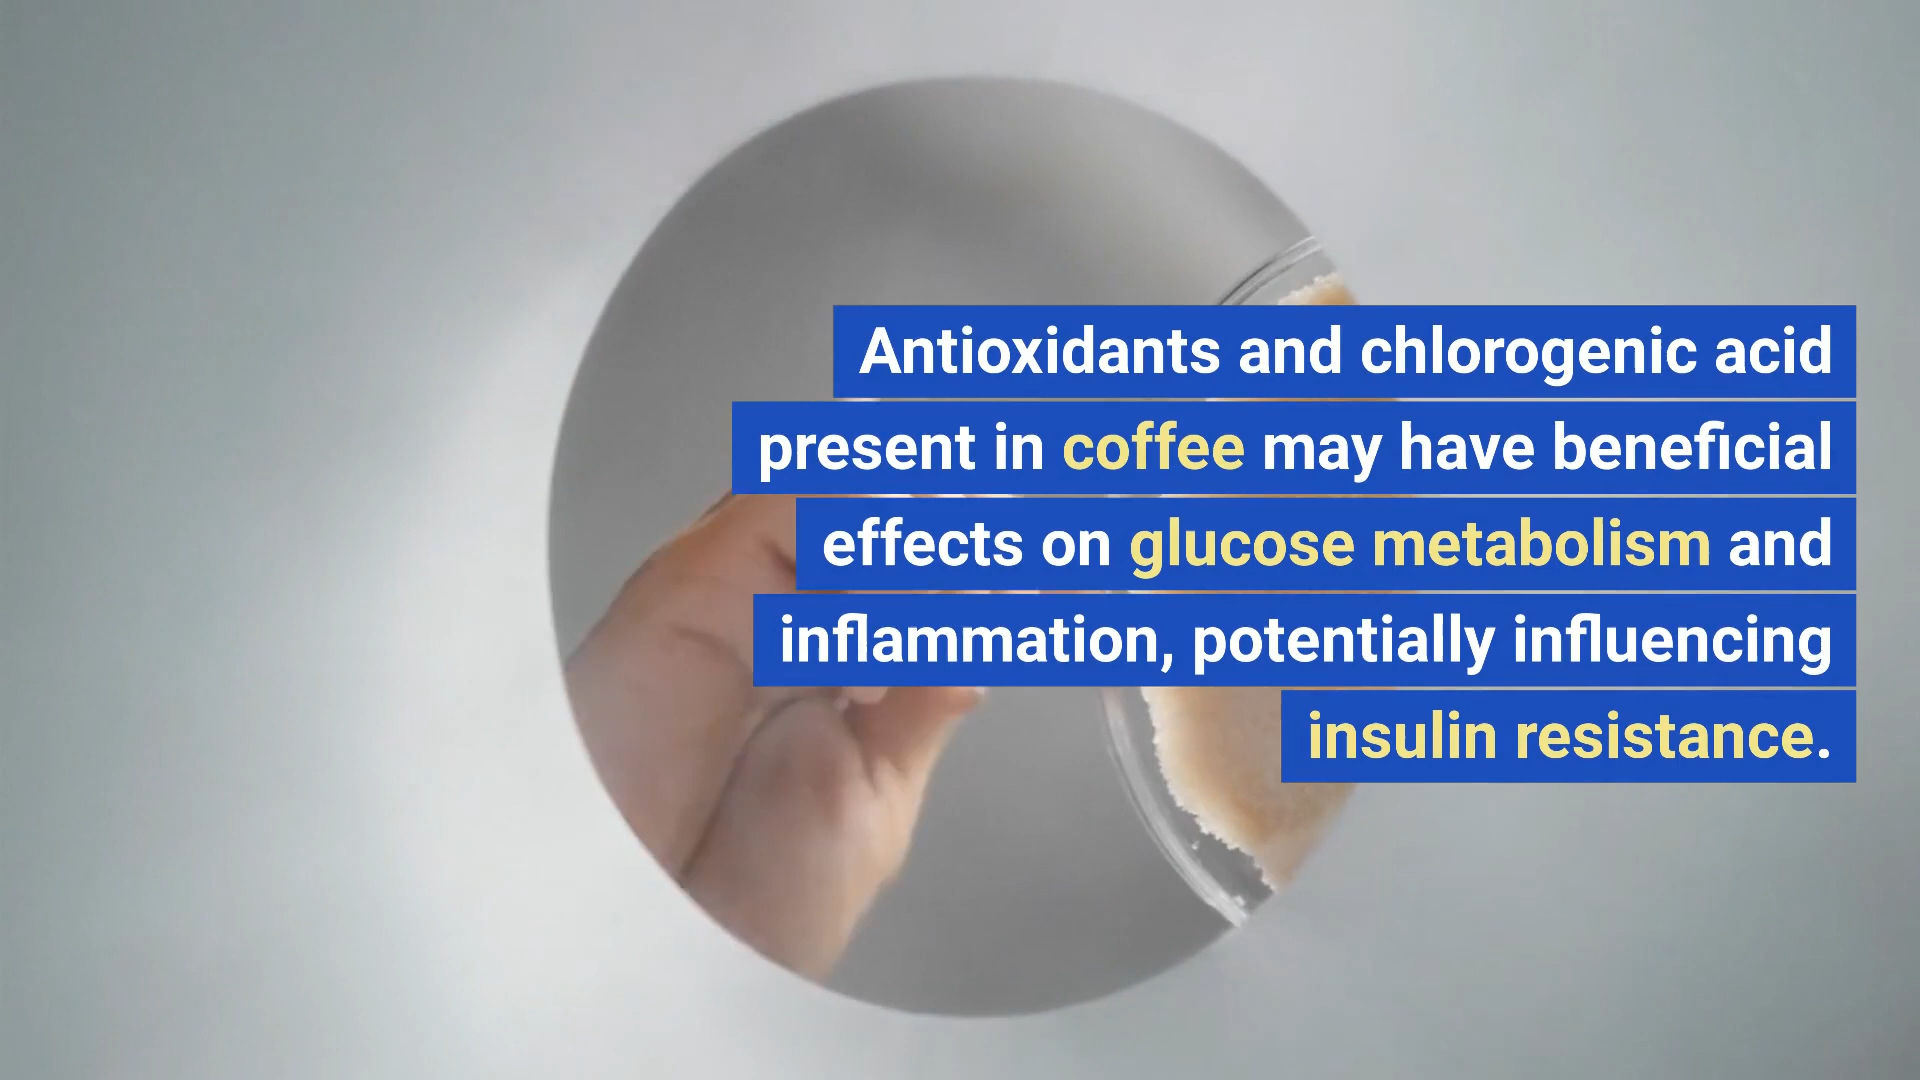 Antioxidants and chlorogenic acid
present in coffee may have beneficial
effects on glucose metabolism and
inflammation, potentially influencing
insulin resistance.